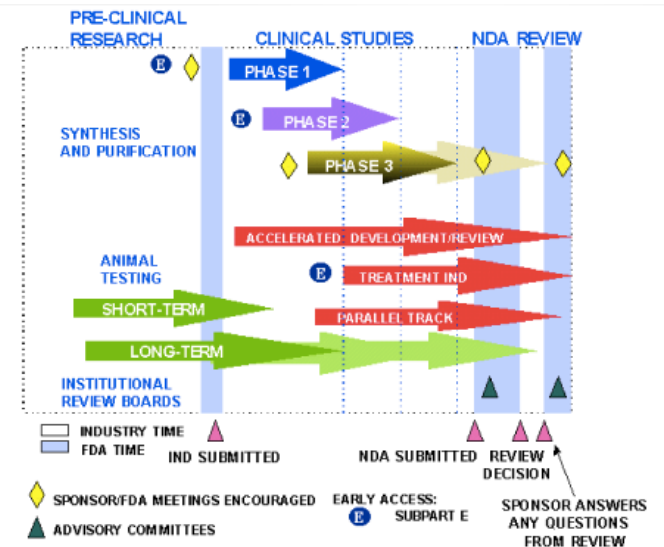 PRE-CLINICAL
RESEARCH
CLINICAL STUDIES
NDA REVIEW
E
PHASE 1
E
PHASE 2
SYNTHESIS
AND PURIFICATION
PHASE 3
ACCELERATED DEVELOPMENT/REVIEW
ANIMAL
TESTING
E
TREATMENT IND
SHORT-TERM
PARALLEL TRACK
LONG-TERM
INSTITUTIONAL
REVIEW BOARDS
INDUSTRY TIME
FDA TIME
IND SUBMITTED
NDA SUBMITTED
REVIEW
DECISION
SPONSOR/FDA MEETINGS ENCOURAGED
ADVISORY COMMITTEES
EARLY ACCESS:
E
SUBPART E
SPONSOR ANSWERS
ANY QUESTIONS
FROM REVIEW